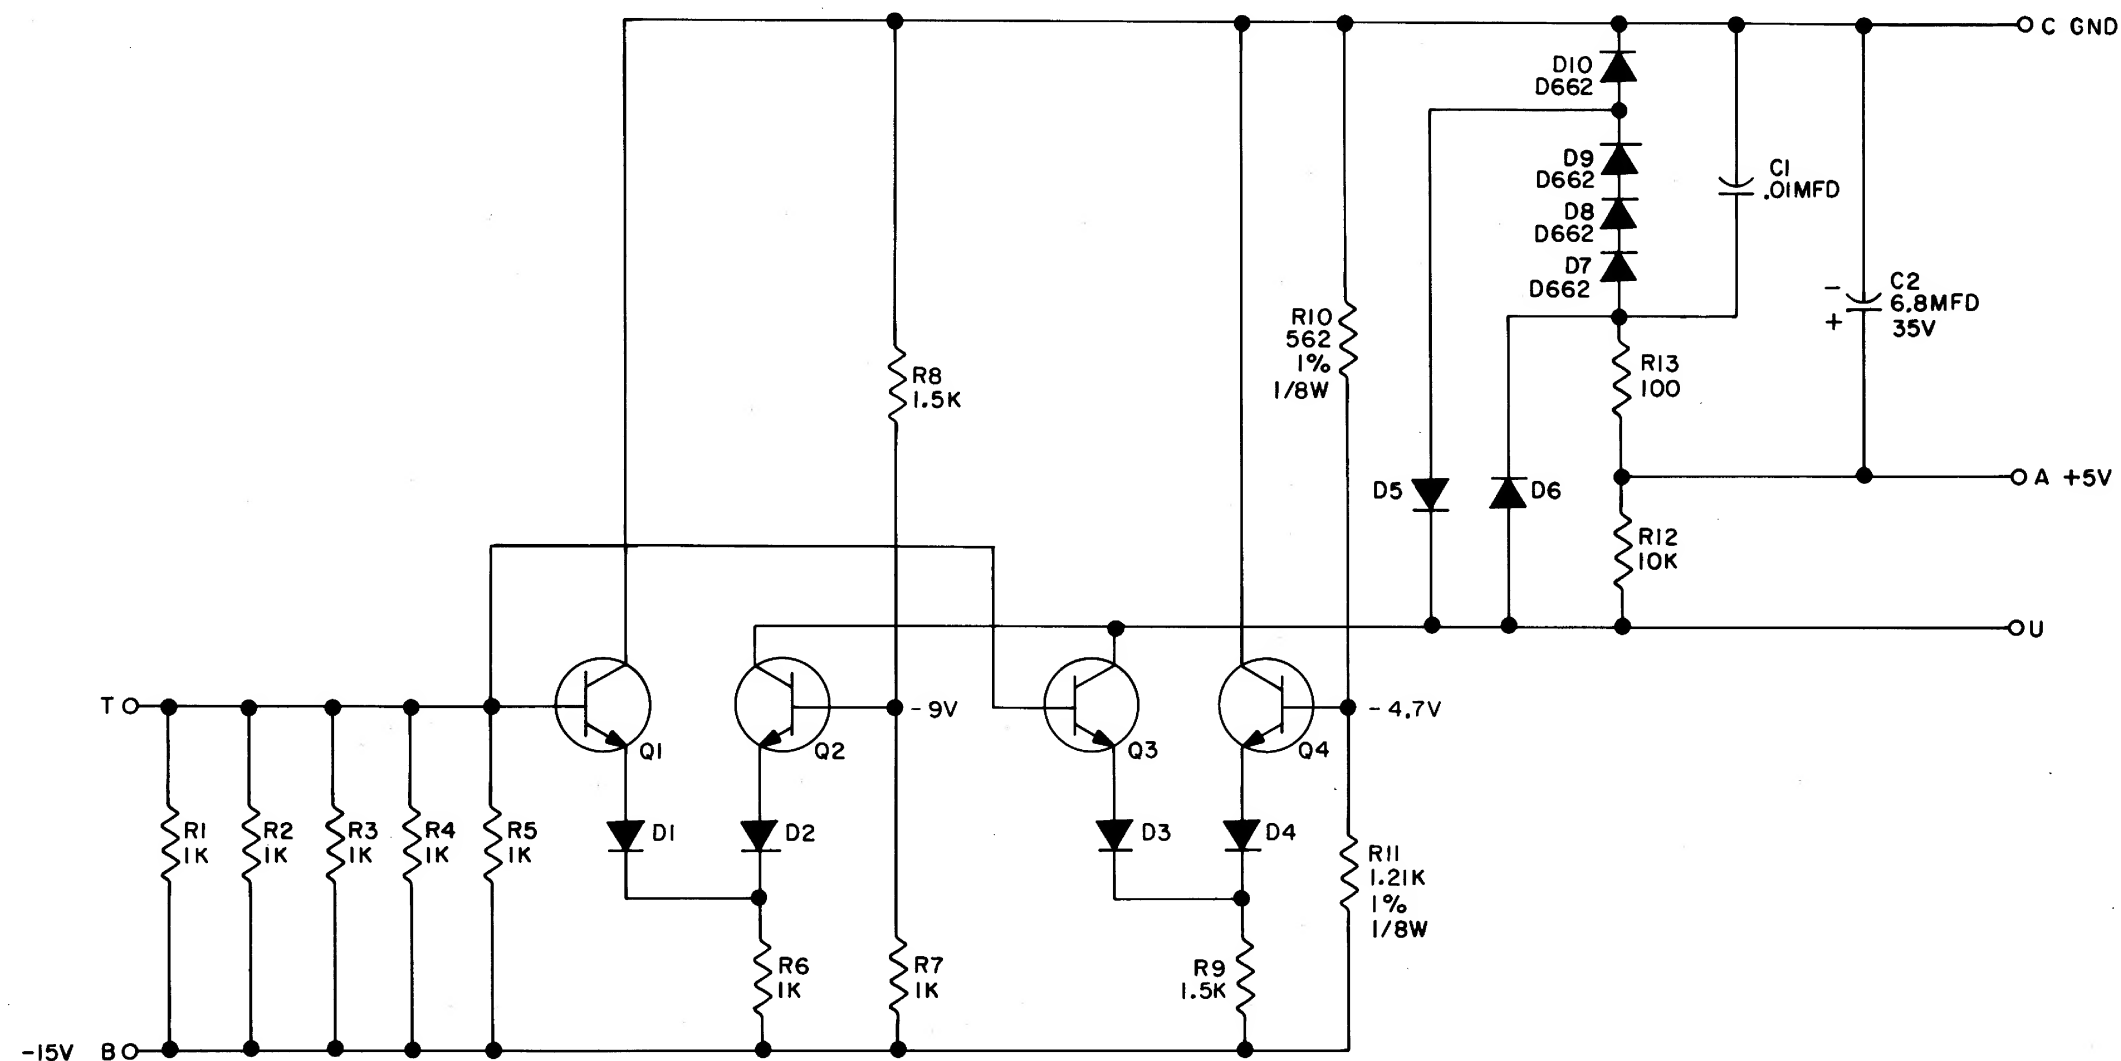 C GND
D10
D662
D9
D662
D8
D662
D7
D662
C1
.01MFD
−
+
C2
6.8MFD
35V
R10
562
1%
1/8W
R8
1.5K
R13
100
D5
D6
A +5V
R12
10K
U
T
Q1
Q2
-9V
Q3
Q4
-4.7V
R1
1K
R2
1K
R3
1K
R4
1K
R5
1K
D1
D2
D3
D4
R11
1.21K
1%
1/8W
R6
1K
R7
1K
R9
1.5K
-15V B